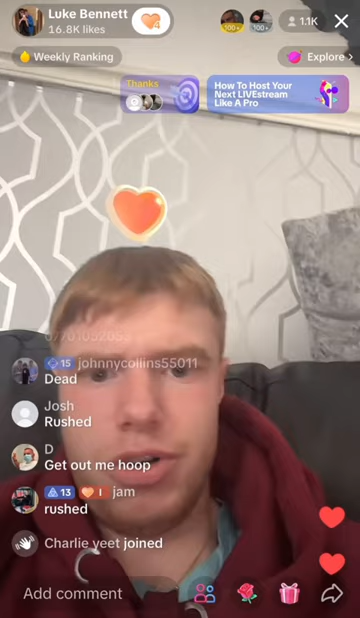 Luke Bennett
16.8K likes
100+
100+
1.1K
Weekly Ranking
Explore >
Thanks
How To Host Your
Next LIVEstream
Like A Pro
15 johnnycollins55011
Dead
Josh
Rushed
D
Get out me hoop
13 1 jam
rushed
Charlie yeet joined
Add comment